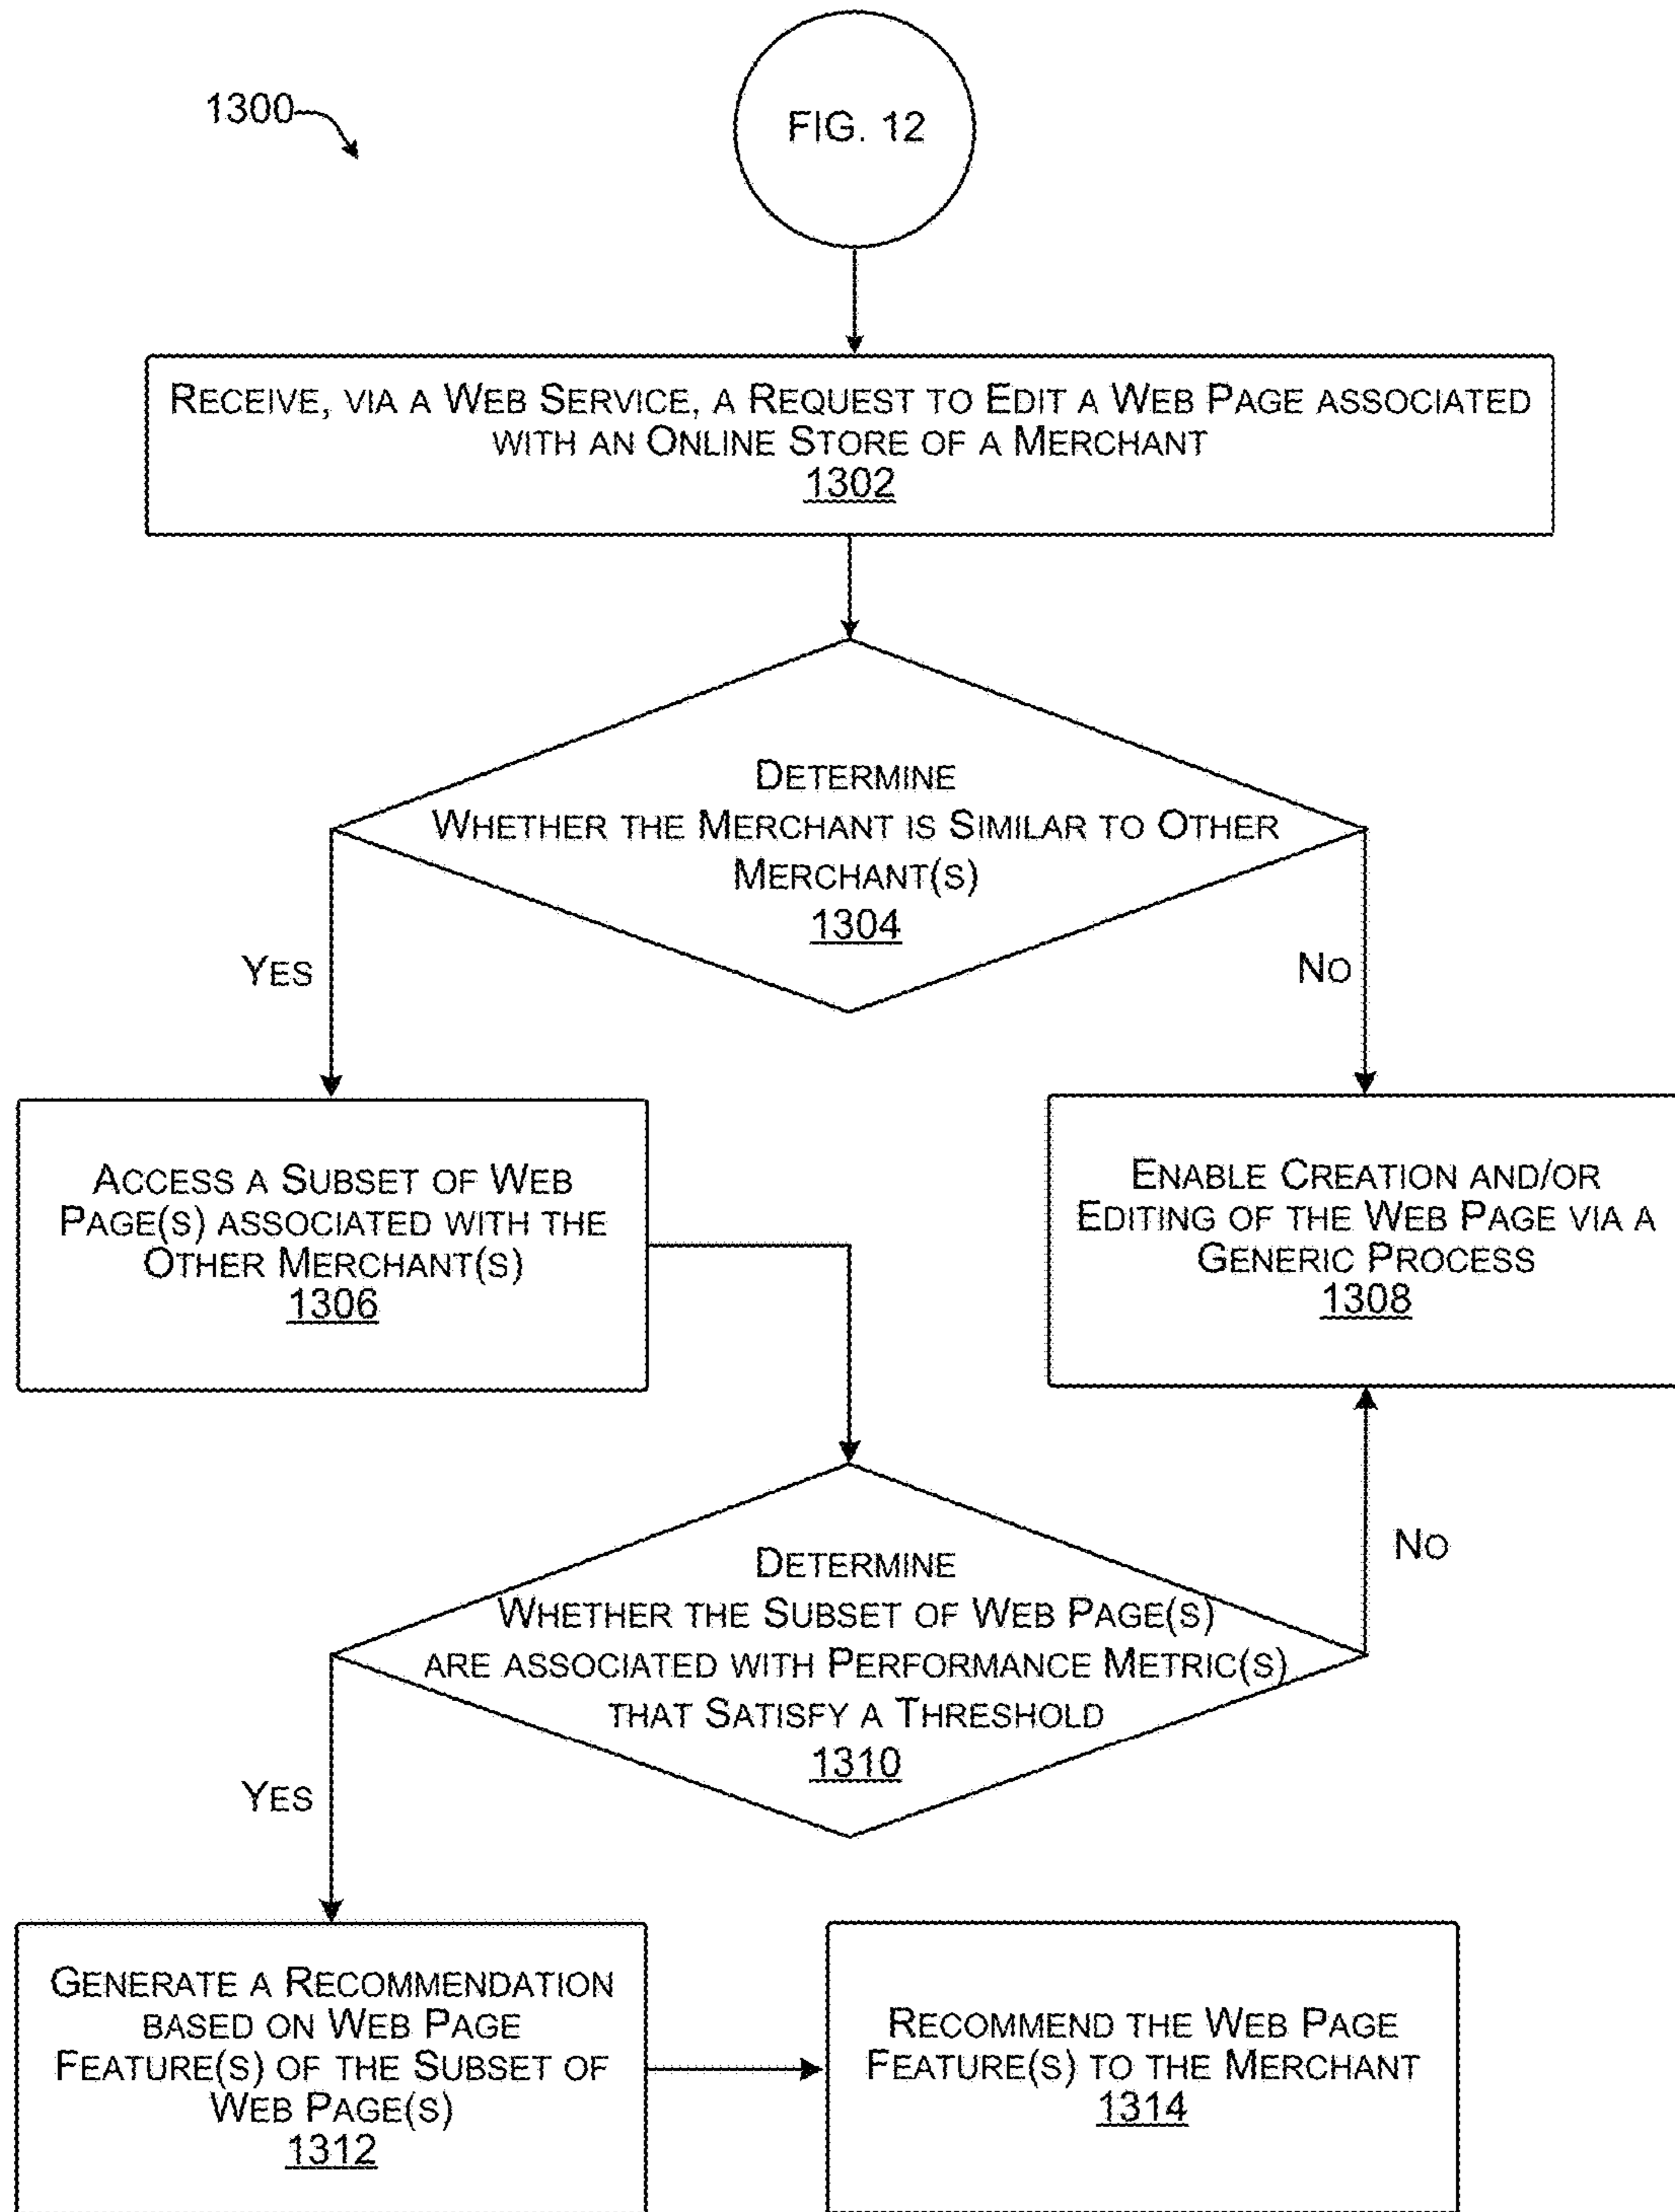 1300
FIG. 12
RECEIVE, VIA A WEB SERVICE, A REQUEST TO EDIT A WEB PAGE ASSOCIATED
WITH AN ONLINE STORE OF A MERCHANT
1302
DETERMINE
WHETHER THE MERCHANT IS SIMILAR TO OTHER
MERCHANT(S)
1304
YES
NO
ACCESS A SUBSET OF WEB
PAGE(S) ASSOCIATED WITH THE
OTHER MERCHANT(S)
1306
ENABLE CREATION AND/OR
EDITING OF THE WEB PAGE VIA A
GENERIC PROCESS
1308
DETERMINE
WHETHER THE SUBSET OF WEB PAGE(S)
ARE ASSOCIATED WITH PERFORMANCE METRIC(S)
THAT SATISFY A THRESHOLD
1310
NO
YES
GENERATE A RECOMMENDATION
BASED ON WEB PAGE
FEATURE(S) OF THE SUBSET OF
WEB PAGE(S)
1312
RECOMMEND THE WEB PAGE
FEATURE(S) TO THE MERCHANT
1314